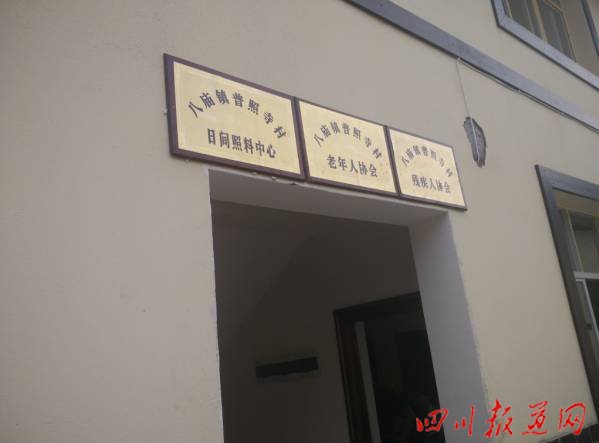 八庙镇普照寺村
日间照料中心
八庙镇普照寺村
老年人协会
八庙镇普照寺村
残疾人协会
四川报道网